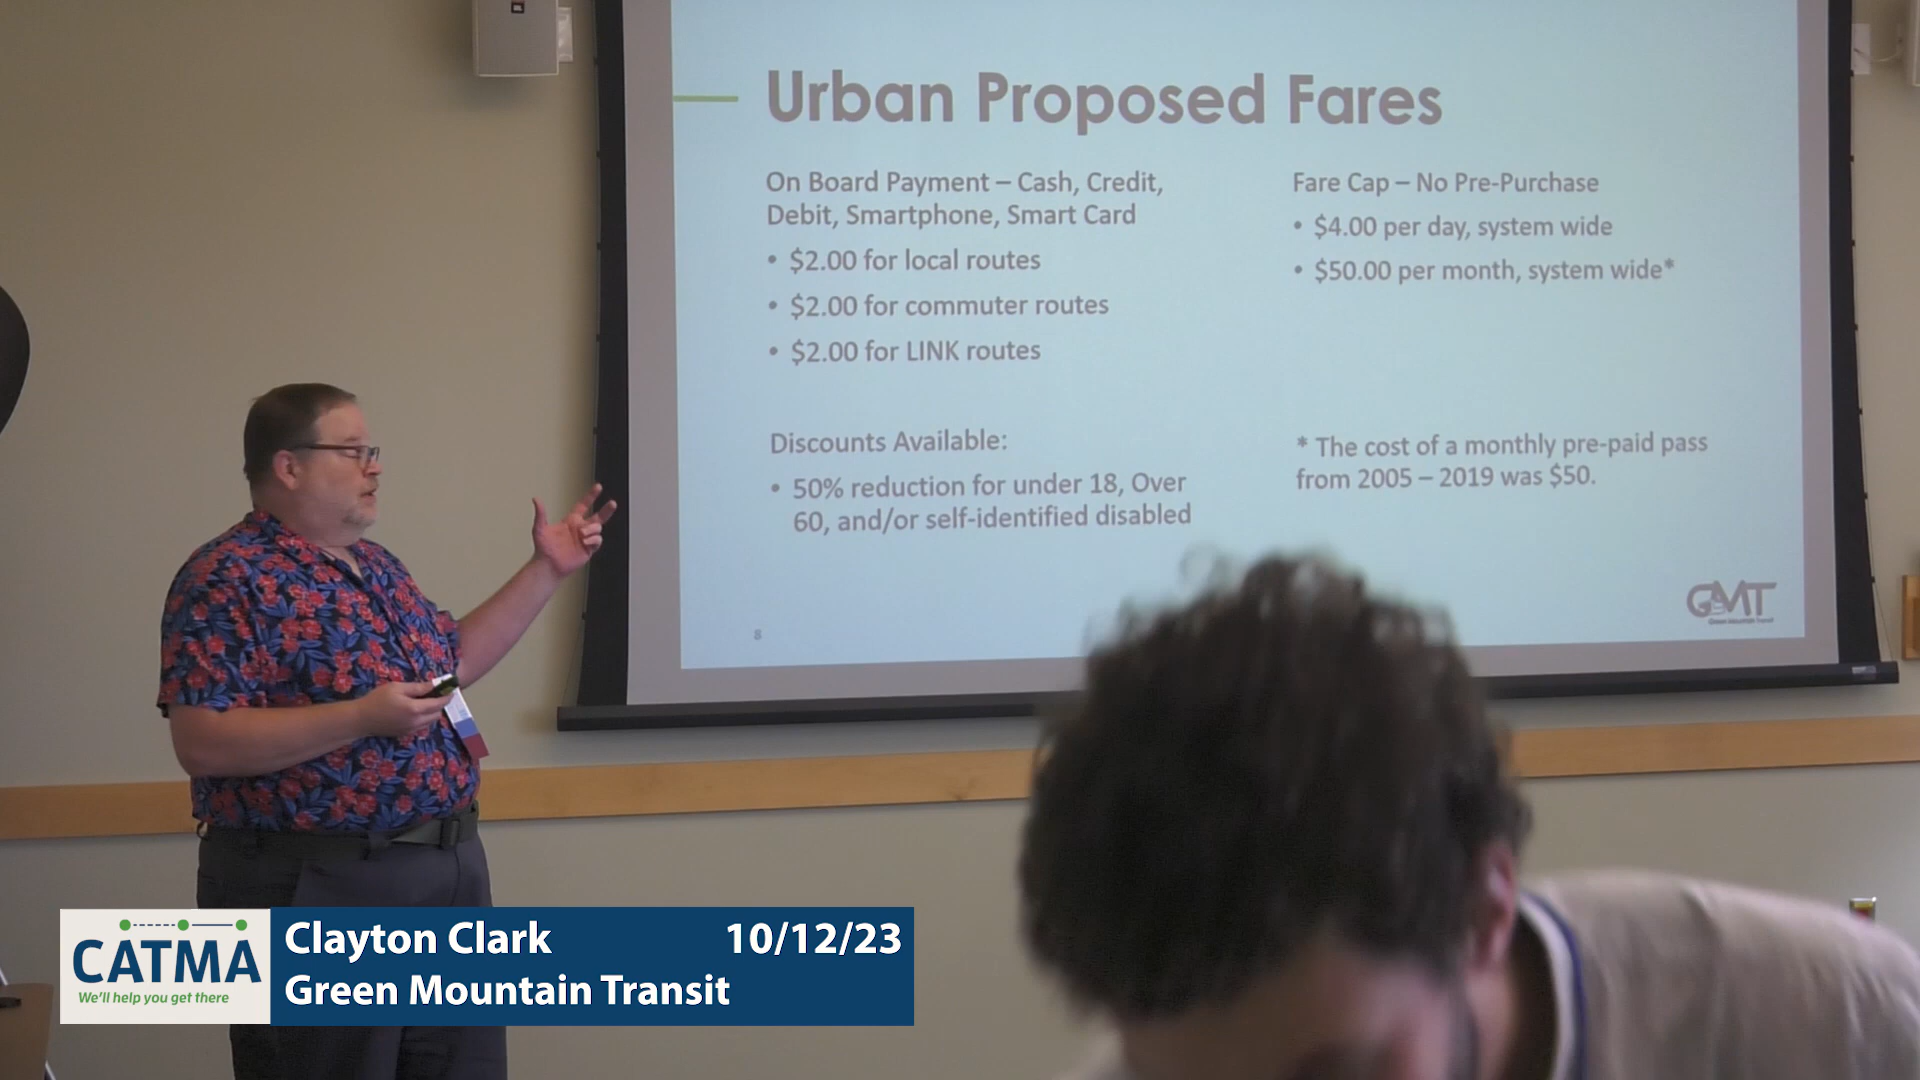 Urban Proposed Fares
On Board Payment – Cash, Credit,
Debit, Smartphone, Smart Card
• $2.00 for local routes
• $2.00 for commuter routes
• $2.00 for LINK routes
Discounts Available:
• 50% reduction for under 18, Over
60, and/or self-identified disabled
Fare Cap – No Pre-Purchase
• $4.00 per day, system wide
• $50.00 per month, system wide*
* The cost of a monthly pre-paid pass
from 2005 – 2019 was $50.
8
GMT
Green Mountain Transit
CATMA
We'll help you get there
Clayton Clark 10/12/23
Green Mountain Transit